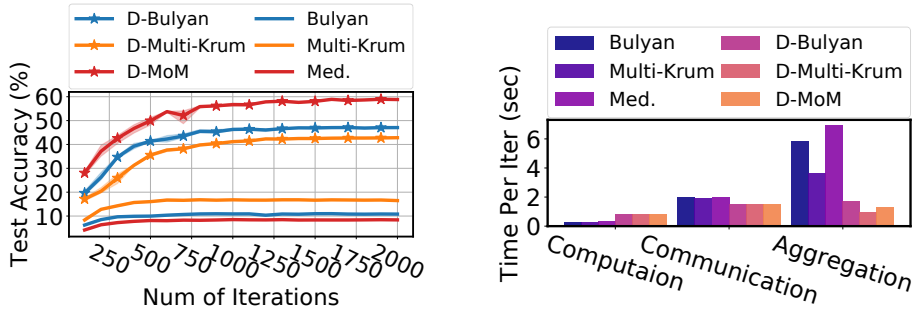 D-Bulyan Bulyan
D-Multi-Krum Multi-Krum
D-MoM Med.
Test Accuracy (%)
60
50
40
30
20
10
250 500 750 1000 1250 1500 1750 2000
Num of Iterations
Bulyan D-Bulyan
Multi-Krum D-Multi-Krum
Med. D-MoM
Time Per Iter (sec)
6
4
2
0
Computaion Communication Aggregation